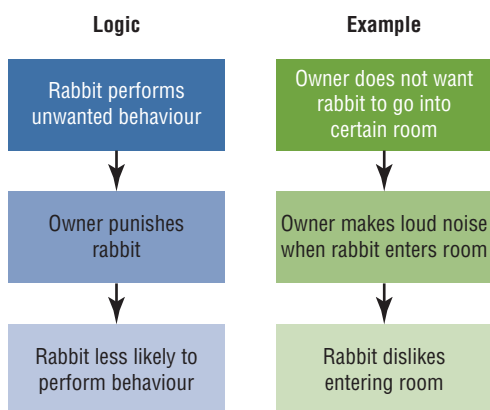 Logic
Rabbit performs
unwanted behaviour
Owner punishes
rabbit
Rabbit less likely to
perform behaviour
Example
Owner does not want
rabbit to go into
certain room
Owner makes loud noise
when rabbit enters room
Rabbit dislikes
entering room